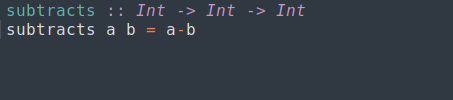 subtracts :: Int -> Int -> Int
subtracts a b = a-b